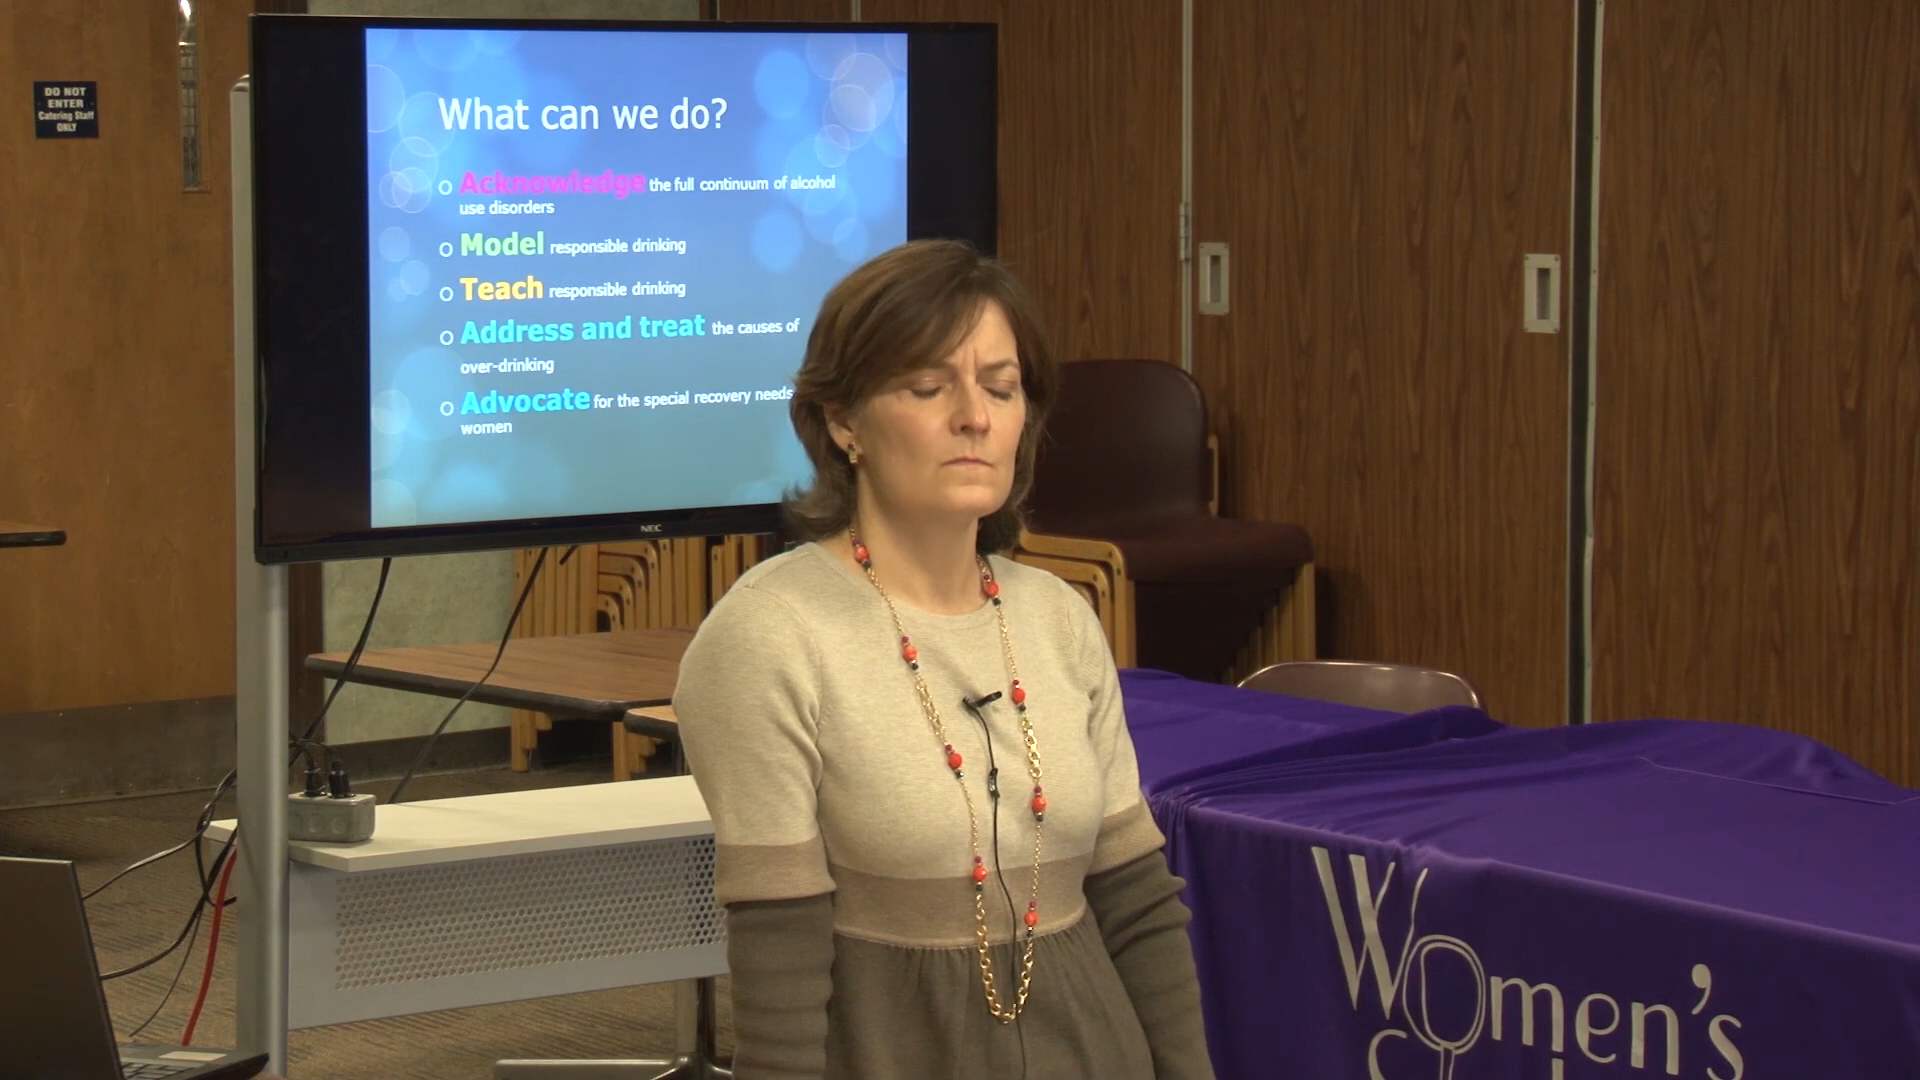 DO NOT
ENTER
Catering Staff
ONLY
What can we do?
Acknowledge the full continuum of alcohol
use disorders
Model responsible drinking
Teach responsible drinking
Address and treat the causes of
over-drinking
Advocate for the special recovery needs
women
NEC
Women's